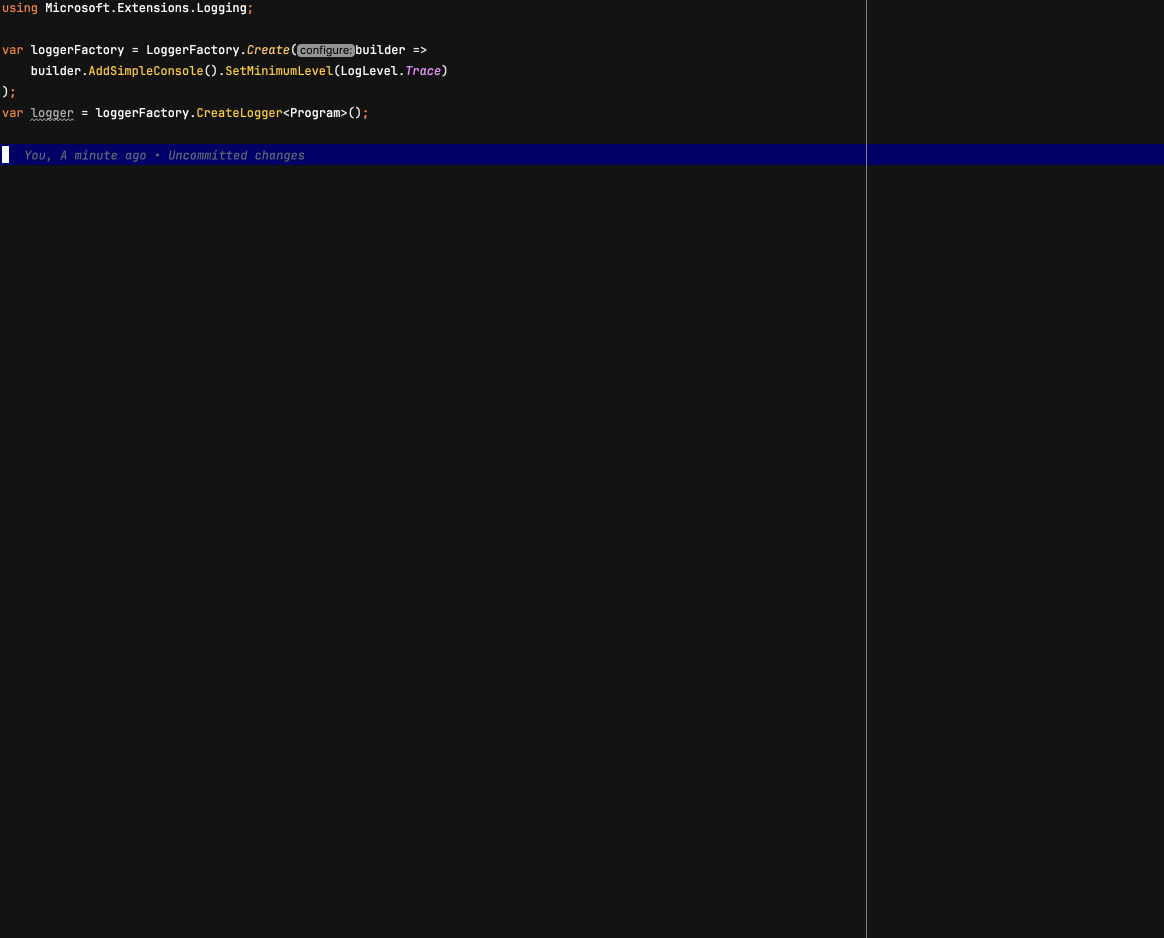 using Microsoft.Extensions.Logging;
var loggerFactory = LoggerFactory.Create(configure: builder =>
    builder.AddSimpleConsole().SetMinimumLevel(LogLevel.Trace)
);
var logger = loggerFactory.CreateLogger<Program>();
You, A minute ago • Uncommitted changes